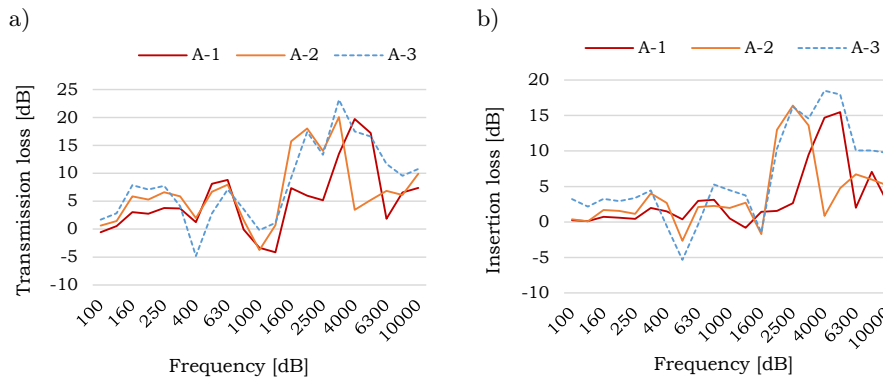 a)
A-1 A-2 A-3
Transmission loss [dB]
25
20
15
10
5
0
-5
-10
100 160 250 400 630 1000 1600 2500 4000 6300 10000
Frequency [dB]
b)
A-1 A-2 A-3
Insertion loss [dB]
20
15
10
5
0
-5
-10
100 160 250 400 630 1000 1600 2500 4000 6300 10000
Frequency [dB]